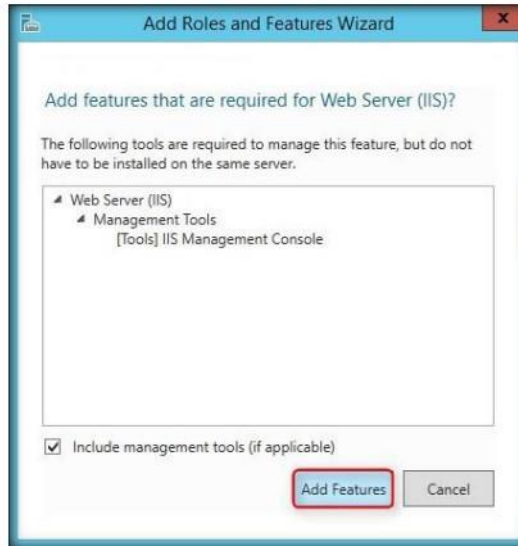 Add Roles and Features Wizard
x
Add features that are required for Web Server (IIS)?
The following tools are required to manage this feature, but do not
have to be installed on the same server.
Web Server (IIS)
Management Tools
[Tools] IIS Management Console
Include management tools (if applicable)
Add Features
Cancel